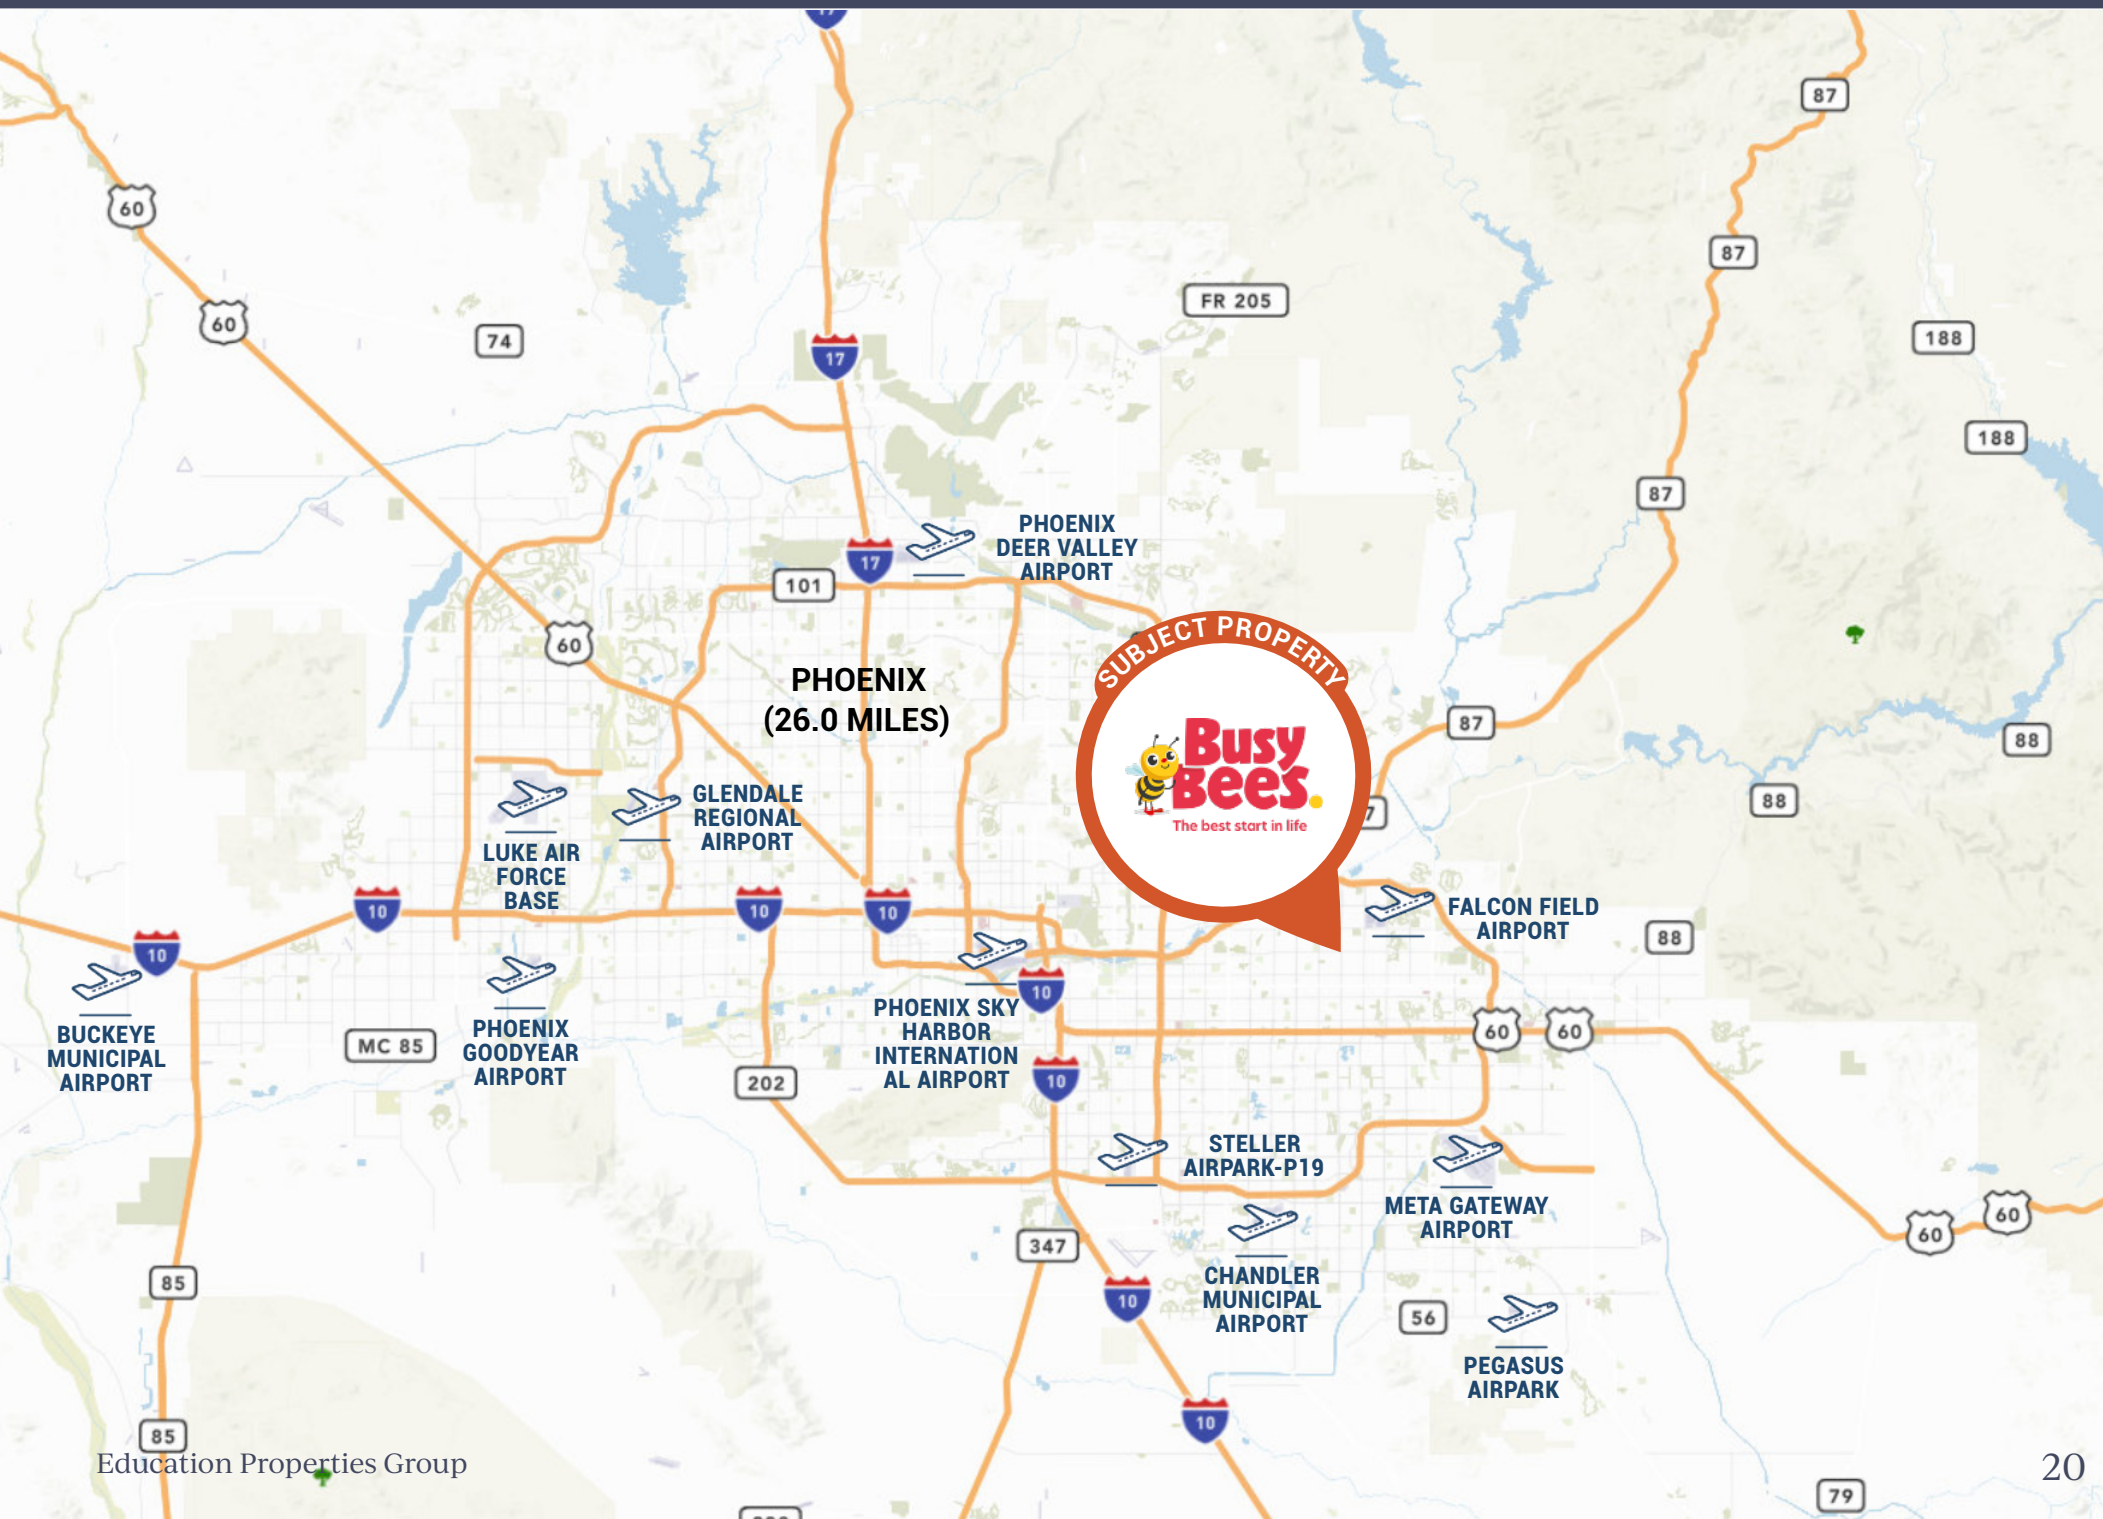 87
60
87
FR 205
60
188
74
17
188
87
PHOENIX
DEER VALLEY
AIRPORT
17
101
SUBJECT PROPERTY
60
PHOENIX
(26.0 MILES)
87
Busy
Bees.
The best start in life
88
88
GLENDALE
REGIONAL
AIRPORT
LUKE AIR
FORCE
BASE
10
10
10
FALCON FIELD
AIRPORT
88
10
10
PHOENIX SKY
HARBOR
INTERNATION
AL AIRPORT
BUCKEYE
MUNICIPAL
AIRPORT
MC 85
PHOENIX
GOODYEAR
AIRPORT
60
60
202
10
STELLER
AIRPARK-P19
META GATEWAY
AIRPORT
60
60
347
85
10
CHANDLER
MUNICIPAL
AIRPORT
56
PEGASUS
AIRPARK
10
85
Education Properties Group
20
79